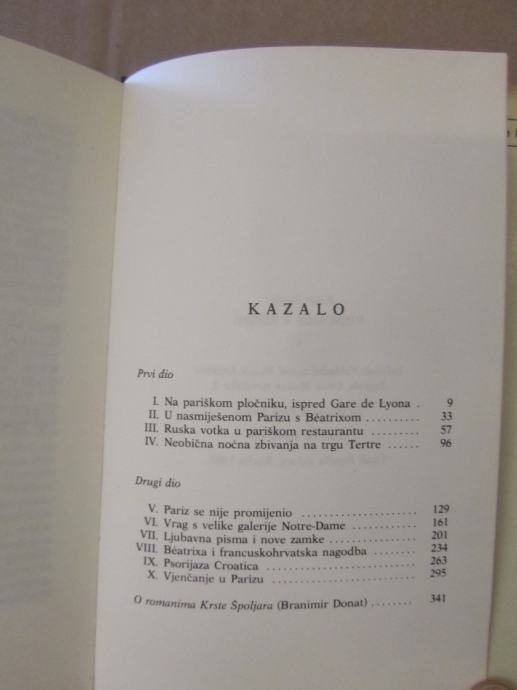 KAZALO
Prvi dio
I. Na pariškom pločniku, ispred Gare de Lyona . 9
II. U nasmiješenom Parizu s Béatrixom ....... 33
III. Ruska votka u pariškom restaurantu ......... 57
IV. Neobična noćna zbivanja na trgu Tertre ...... 96
Drugi dio
V. Pariz se nije promijenio .................. 129
VI. Vrag s velike galerije Notre-Dame .......... 161
VII. Ljubavna pisma i nove zamke .............. 201
VIII. Béatrixa i francuskohrvatska nagodba ....... 234
IX. Psorijaza Croatica ....................... 263
X. Vjenčanje u Parizu ...................... 295
O romanima Krste Špoljara (Branimir Donat) ........ 341